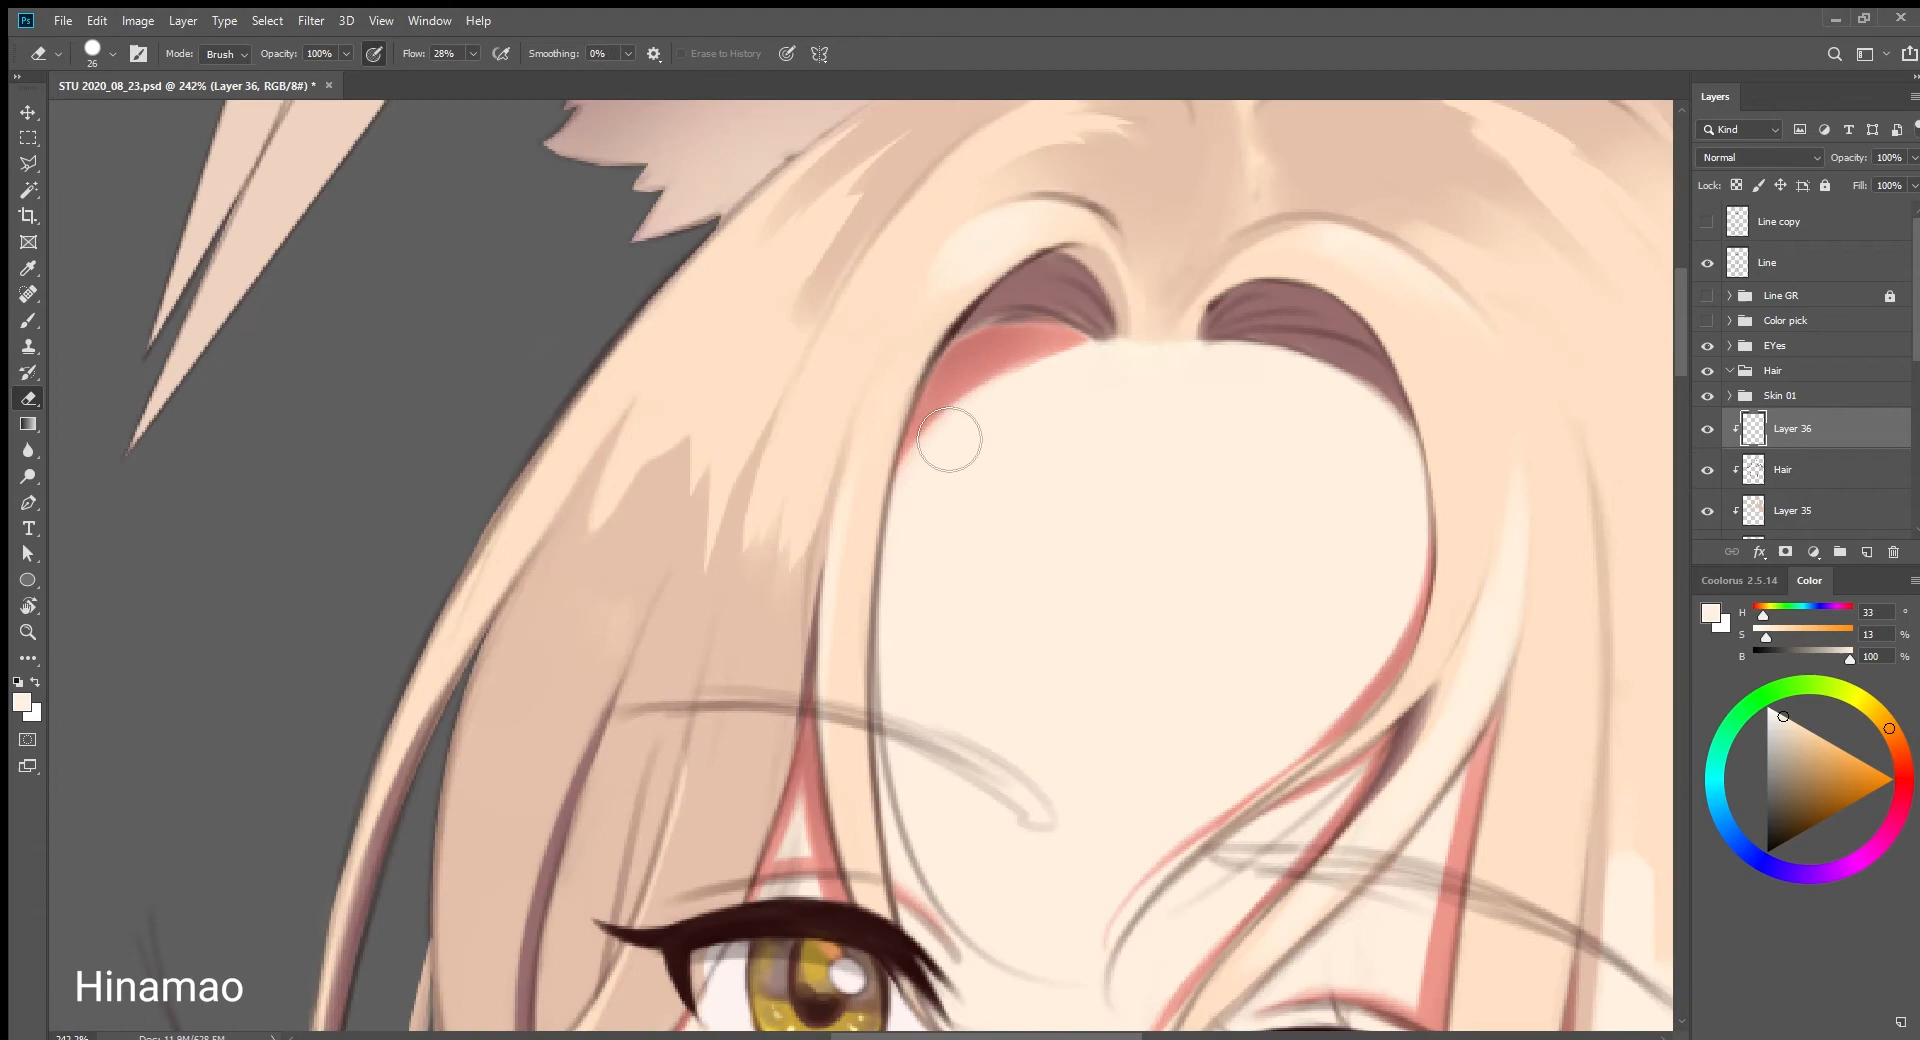 Ps File Edit Image Layer Type Select Filter 3D View Window Help
26 Mode: Brush Opacity: 100% Flow: 28% Smoothing: 0% Erase to History
STU 2020_08_23.psd @ 242% (Layer 36, RGB/8#) * ×
Layers
Kind
Normal Opacity: 100%
Lock: Fill: 100%
Line copy
Line
Line GR
Color pick
EYes
Hair
Skin 01
Layer 36
Hair
Layer 35
fx
Coolorus 2.5.14 Color
H 33 °
S 13 %
B 100 %
Hinamao